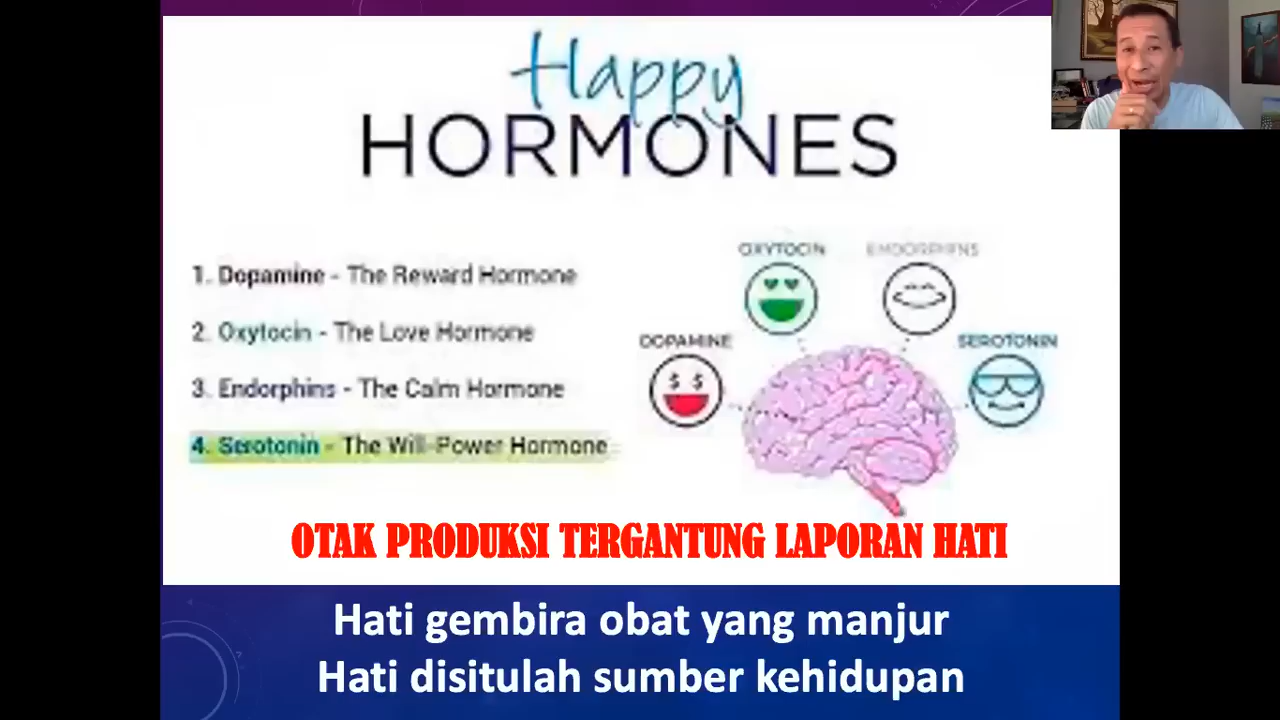 Happy
HORMONES
1. Dopamine - The Reward Hormone
2. Oxytocin - The Love Hormone
3. Endorphins - The Calm Hormone
4. Serotonin - The Will-Power Hormone
OXYTOCIN
ENDORPHINS
DOPAMINE
SEROTONIN
$ $
OTAK PRODUKSI TERGANTUNG LAPORAN HATI
Hati gembira obat yang manjur
Hati disitulah sumber kehidupan